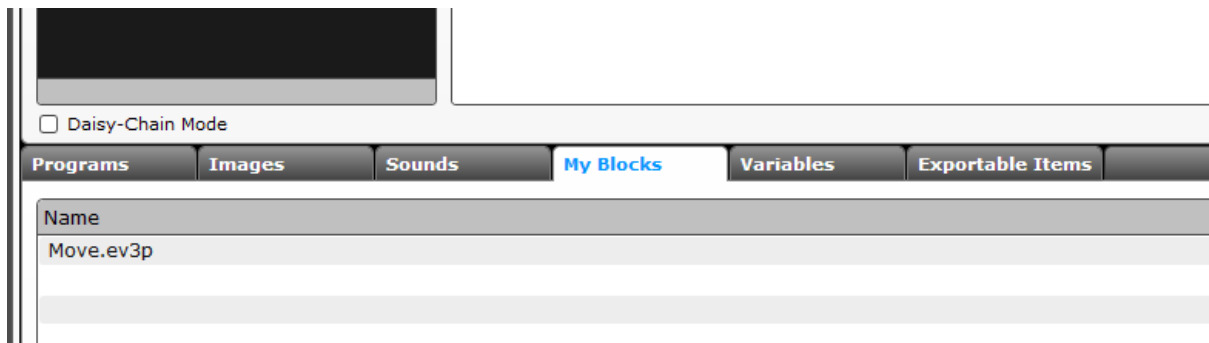 Daisy-Chain Mode
Programs Images Sounds My Blocks Variables Exportable Items
Name
Move.ev3p